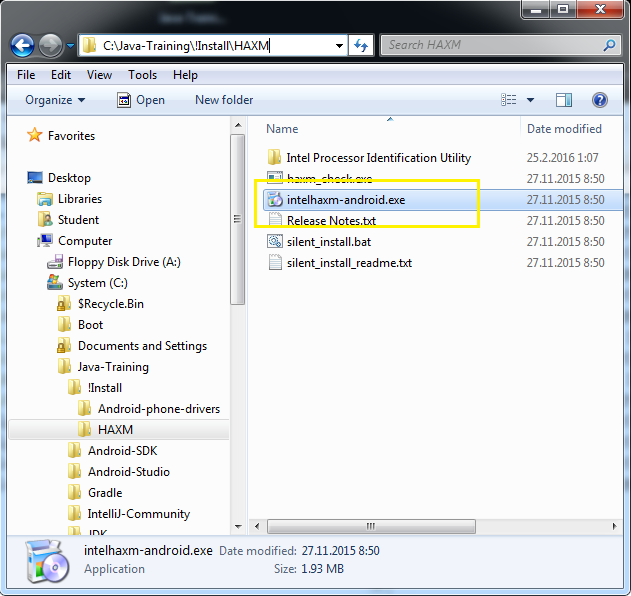 Java Train...
C:\Java-Training\!Install\HAXM
Search HAXM
File Edit View Tools Help
Organize Open New folder
Name Date modified
Favorites
Desktop
Libraries
Student
Computer
Floppy Disk Drive (A:)
System (C:)
$Recycle.Bin
Boot
Documents and Settings
Java-Training
!Install
Android-phone-drivers
HAXM
Android-SDK
Android-Studio
Gradle
IntelliJ-Community
JDK
Intel Processor Identification Utility 25.2.2016 1:07
haxm_check.exe 27.11.2015 8:50
intelhaxm-android.exe 27.11.2015 8:50
Release Notes.txt 27.11.2015 8:50
silent_install.bat 27.11.2015 8:50
silent_install_readme.txt 27.11.2015 8:50
intelhaxm-android.exe Date modified: 27.11.2015 8:50
Application Size: 1.93 MB